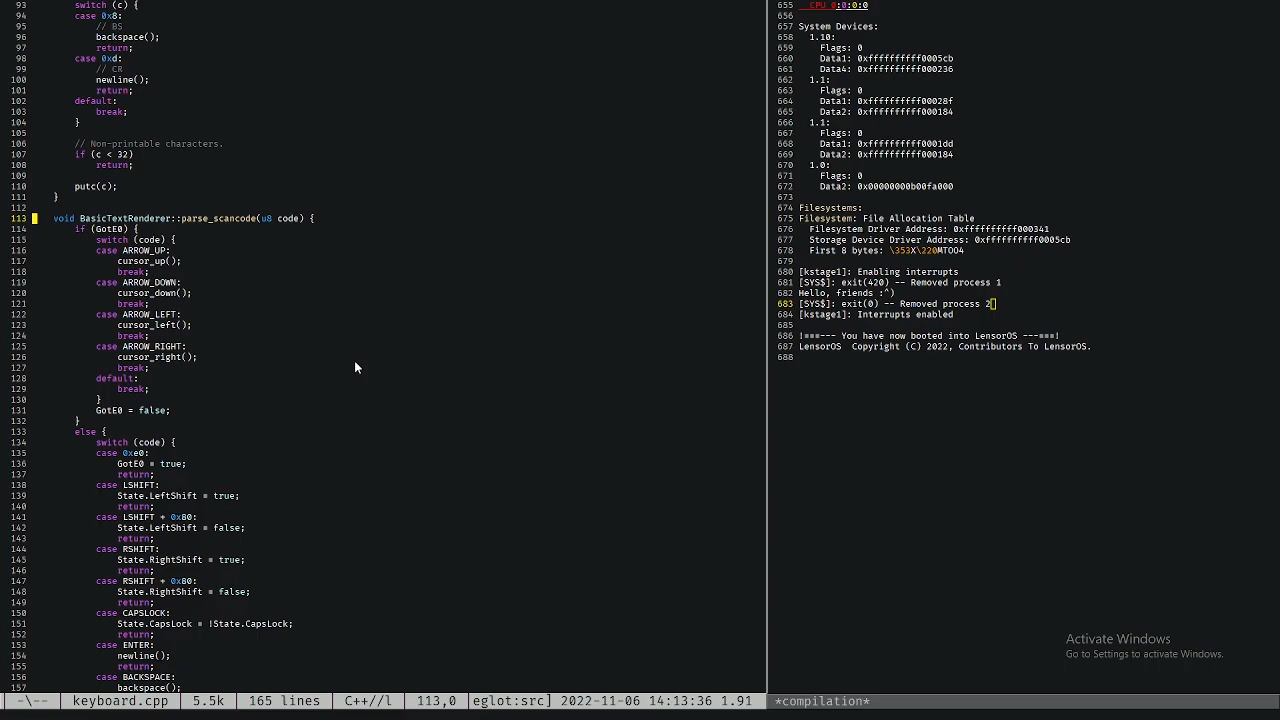 93         switch (c) {
94         case 0x8:
95             // BS
96             backspace();
97             return;
98         case 0xd:
99             // CR
100             newline();
101             return;
102         default:
103             break;
104         }
105
106         // Non-printable characters.
107         if (c < 32)
108             return;
109
110         putc(c);
111     }
112
113     void BasicTextRenderer::parse_scancode(u8 code) {
114         if (GotE0) {
115             switch (code) {
116             case ARROW_UP:
117                 cursor_up();
118                 break;
119             case ARROW_DOWN:
120                 cursor_down();
121                 break;
122             case ARROW_LEFT:
123                 cursor_left();
124                 break;
125             case ARROW_RIGHT:
126                 cursor_right();
127                 break;
128             default:
129                 break;
130             }
131             GotE0 = false;
132         }
133         else {
134             switch (code) {
135             case 0xe0:
136                 GotE0 = true;
137                 return;
138             case LSHIFT:
139                 State.LeftShift = true;
140                 return;
141             case LSHIFT + 0x80:
142                 State.LeftShift = false;
143                 return;
144             case RSHIFT:
145                 State.RightShift = true;
146                 return;
147             case RSHIFT + 0x80:
148                 State.RightShift = false;
149                 return;
150             case CAPSLOCK:
151                 State.CapsLock = !State.CapsLock;
152                 return;
153             case ENTER:
154                 newline();
155                 return;
156             case BACKSPACE:
157                 backspace();
-\-- keyboard.cpp 5.5k 165 lines C++//l 113,0 eglot:src] 2022-11-06 14:13:36 1.91
655   CPU 0:0:0:0
656
657 System Devices:
658   1.10:
659     Flags: 0
660     Data1: 0xffffffffff0005cb
661     Data4: 0xffffffffff000236
662   1.1:
663     Flags: 0
664     Data1: 0xffffffffff00028f
665     Data2: 0xffffffffff000184
666   1.1:
667     Flags: 0
668     Data1: 0xffffffffff0001dd
669     Data2: 0xffffffffff000184
670   1.0:
671     Flags: 0
672     Data2: 0x00000000b00fa000
673
674 Filesystems:
675 Filesystem: File Allocation Table
676   Filesystem Driver Address: 0xffffffffff000341
677   Storage Device Driver Address: 0xffffffffff0005cb
678   First 8 bytes: \353X\220MTOO4
679
680 [kstage1]: Enabling interrupts
681 [SYS$]: exit(420) -- Removed process 1
682 Hello, friends :^)
683 [SYS$]: exit(0) -- Removed process 2
684 [kstage1]: Interrupts enabled
685
686 !===--- You have now booted into LensorOS ---===!
687 LensorOS  Copyright (C) 2022, Contributors To LensorOS.
688
Activate Windows
Go to Settings to activate Windows.
*compilation*